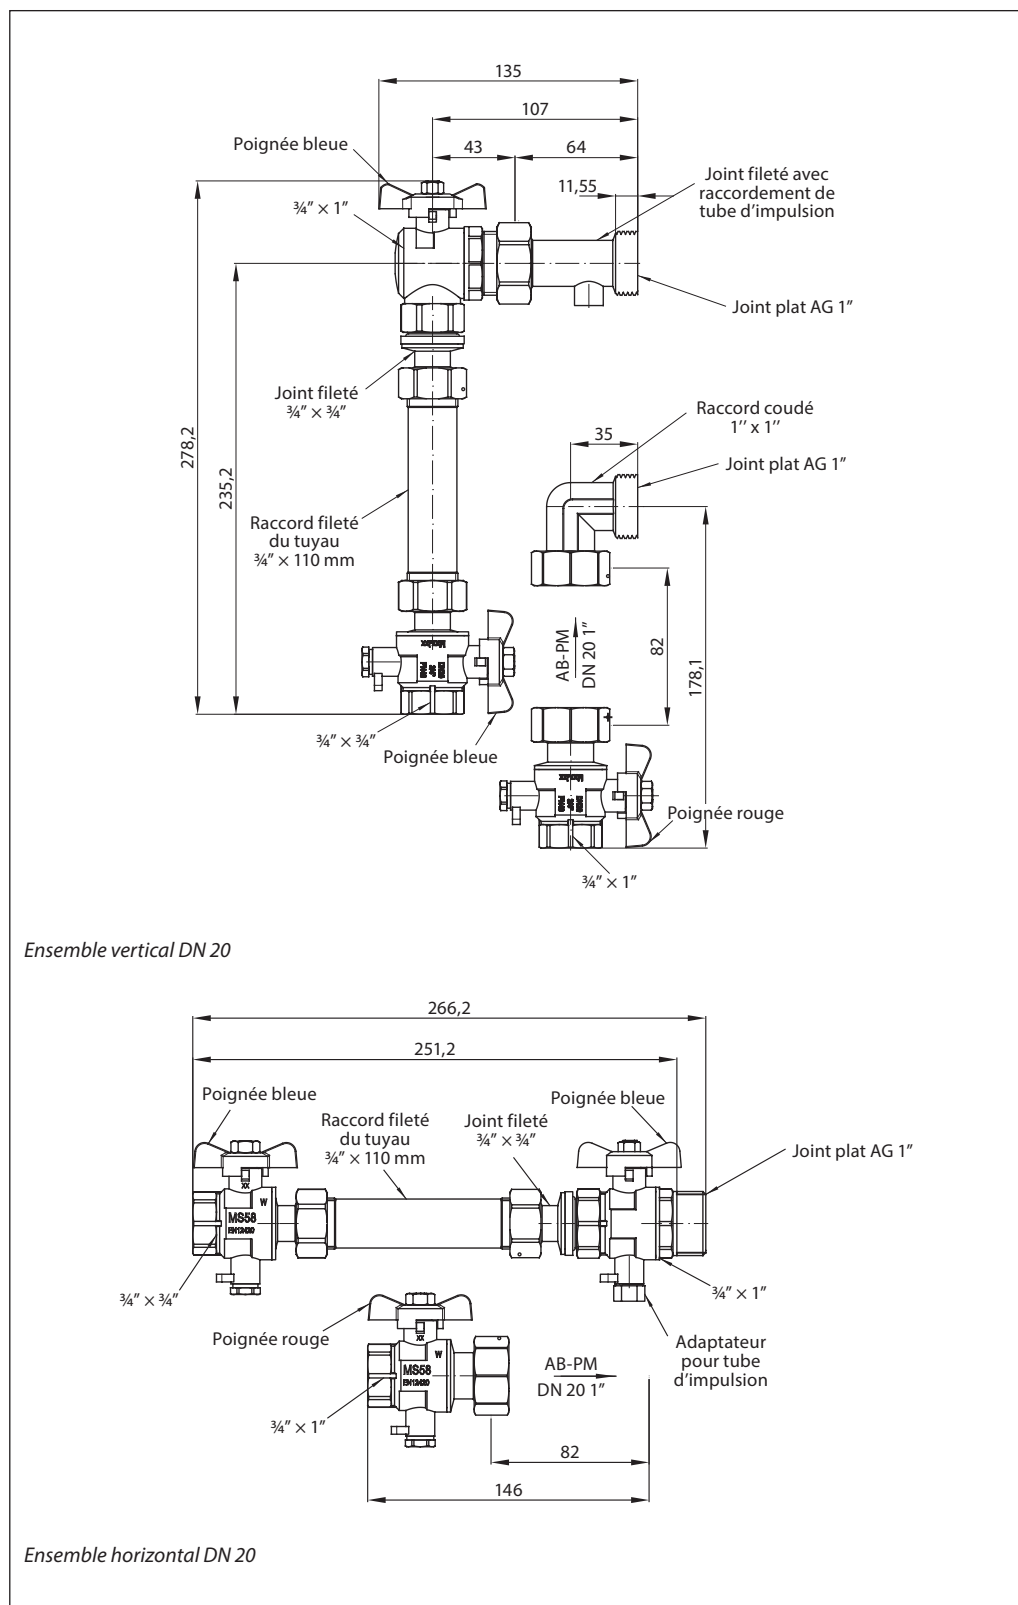 135
107
Poignée bleue
43
64
Joint fileté avec
raccordement de
tube d’impulsion
11,55
¾” × 1”
Joint plat AG 1”
Joint fileté
¾” × ¾”
278,2
235,2
Raccord coudé
1’’ x 1’’
35
Joint plat AG 1”
Raccord fileté
du tuyau
¾” × 110 mm
AB-PM
DN 20 1”
82
178,1
¾” × ¾”
Poignée bleue
Poignée rouge
¾” × 1”
Ensemble vertical DN 20
266,2
251,2
Poignée bleue
Raccord fileté
du tuyau
¾” × 110 mm
Joint fileté
¾” × ¾”
Poignée bleue
Joint plat AG 1”
XX
W
MS58
¾” × ¾”
¾” × 1”
Poignée rouge
Adaptateur
pour tube
d’impulsion
XX
W
MS58
AB-PM
DN 20 1”
¾” × 1”
82
146
Ensemble horizontal DN 20